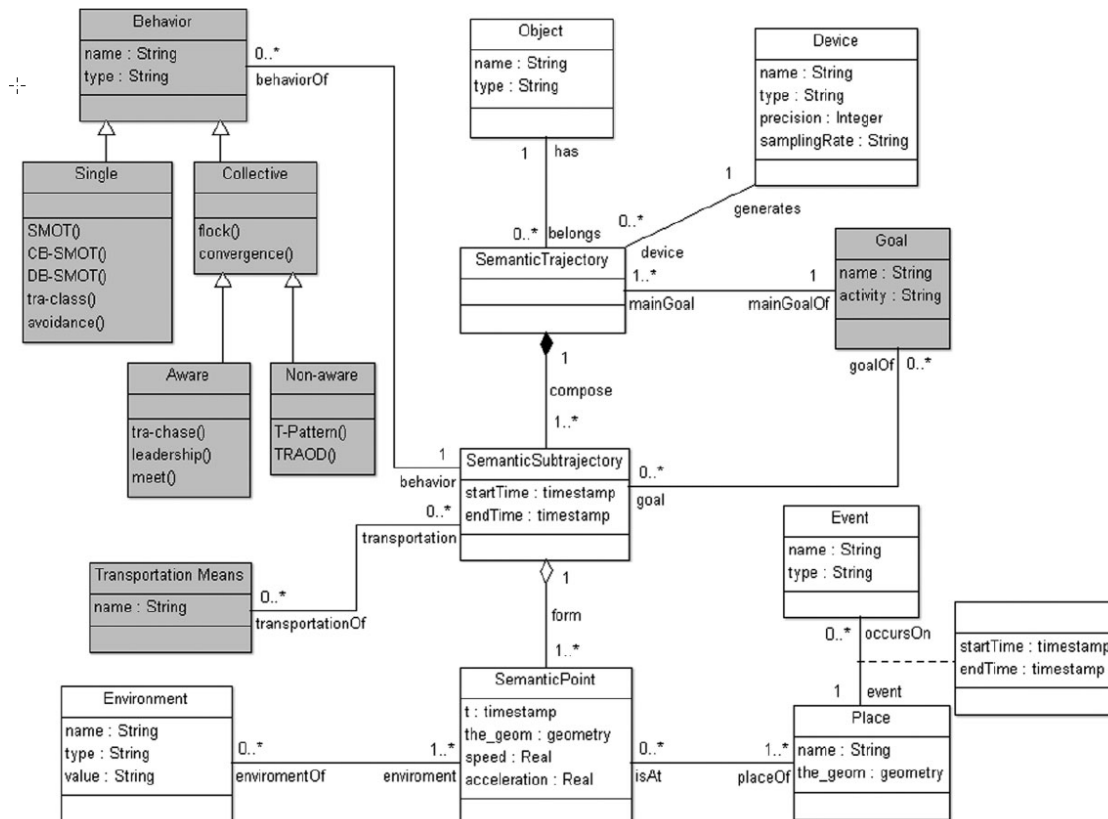 Behavior
name : String
type : String
0..*
behaviorOf
Object
name : String
type : String
1
has
Device
name : String
type : String
precision : Integer
samplingRate : String
1
generates
Single
SMOT()
CB-SMOT()
DB-SMOT()
tra-class()
avoidance()
Collective
flock()
convergence()
0..*
belongs
0..*
device
SemanticTrajectory
1..*
mainGoal
1
mainGoalOf
Goal
name : String
activity : String
goalOf
0..*
1
compose
1..*
Aware
tra-chase()
leadership()
meet()
Non-aware
T-Pattern()
TRAOD()
1
behavior
SemanticSubtrajectory
startTime : timestamp
endTime : timestamp
0..*
goal
0..*
transportation
Transportation Means
name : String
0..*
transportationOf
1
form
1..*
Event
name : String
type : String
0..*
occursOn
startTime : timestamp
endTime : timestamp
1
event
Environment
name : String
type : String
value : String
0..*
enviromentOf
1..*
enviroment
SemanticPoint
t : timestamp
the_geom : geometry
speed : Real
acceleration : Real
0..*
isAt
1..*
placeOf
Place
name : String
the_geom : geometry